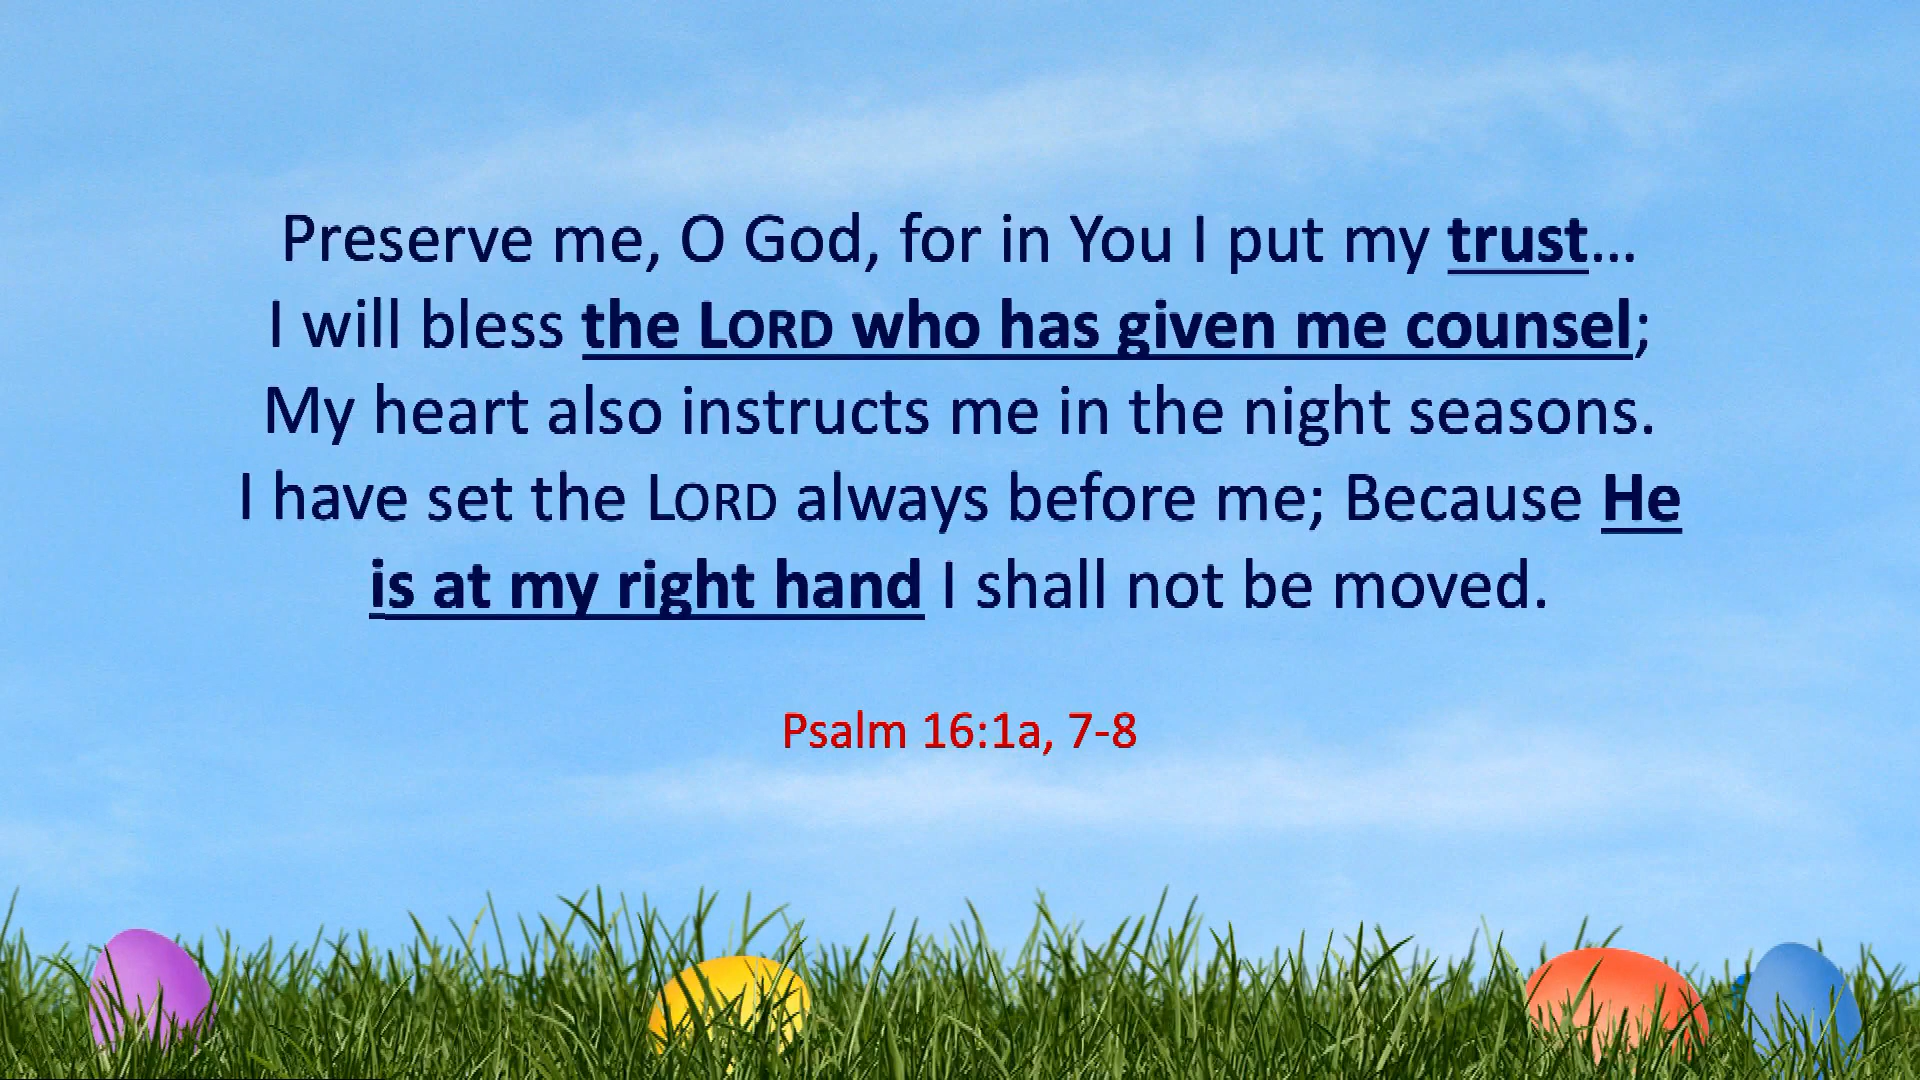 Preserve me, O God, for in You I put my trust...
I will bless the LORD who has given me counsel;
My heart also instructs me in the night seasons.
I have set the LORD always before me; Because He
is at my right hand I shall not be moved.
Psalm 16:1a, 7-8